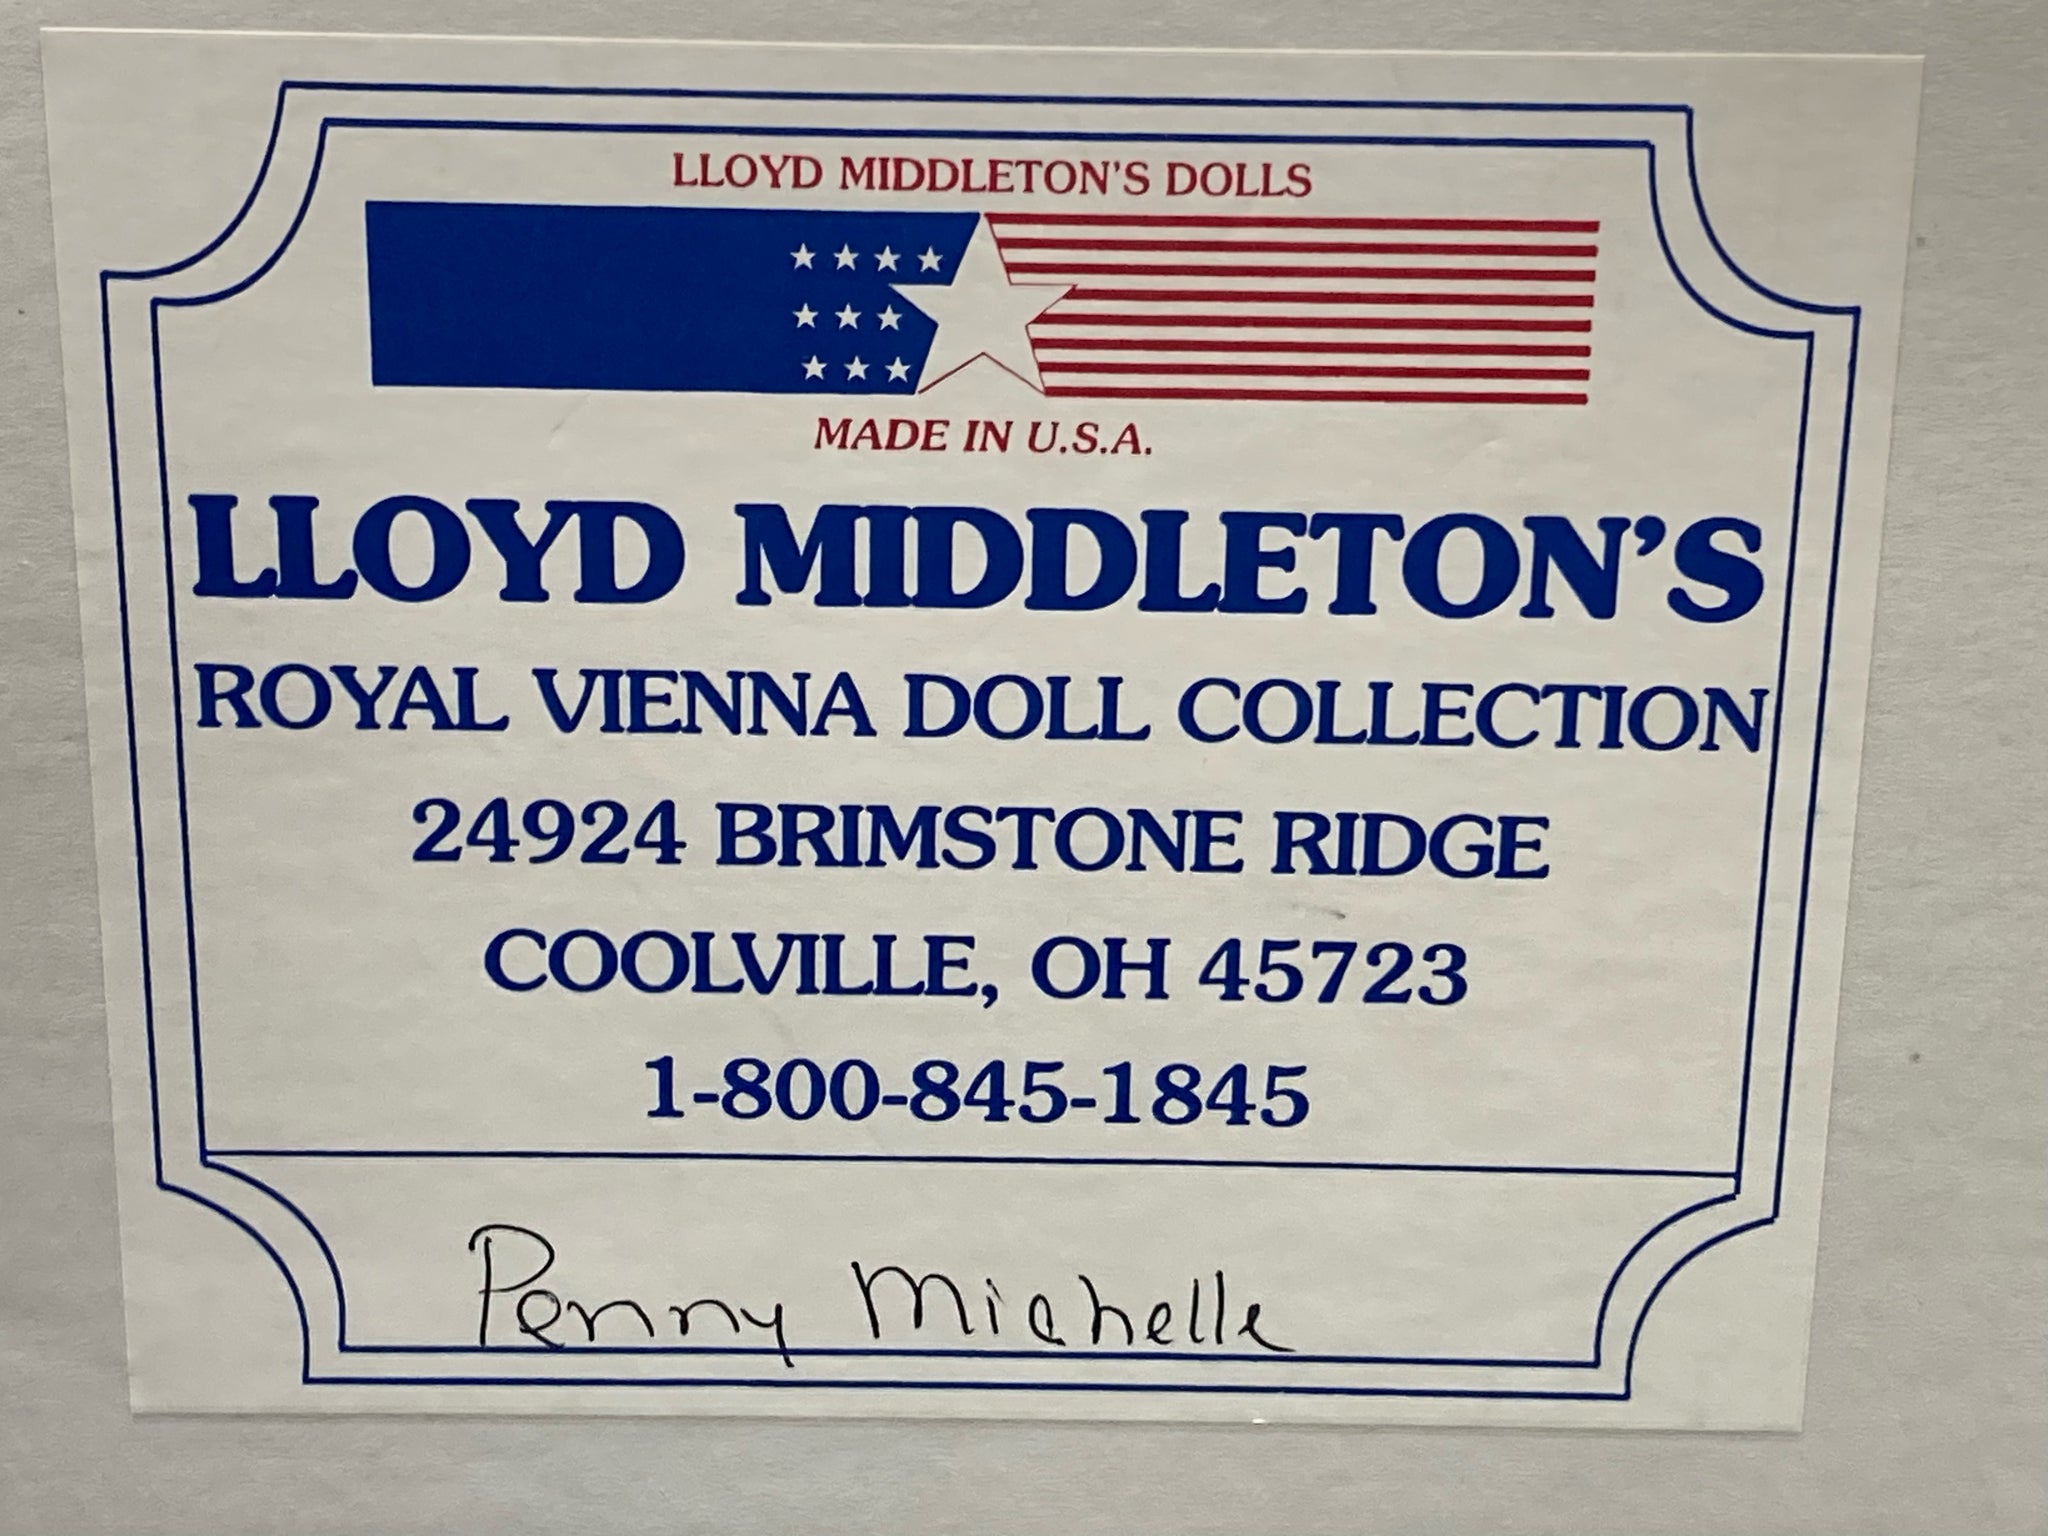 LLOYD MIDDLETON'S DOLLS
MADE IN U.S.A.
LLOYD MIDDLETON'S
ROYAL VIENNA DOLL COLLECTION
24924 BRIMSTONE RIDGE
COOLVILLE, OH 45723
1-800-845-1845
Penny Michelle